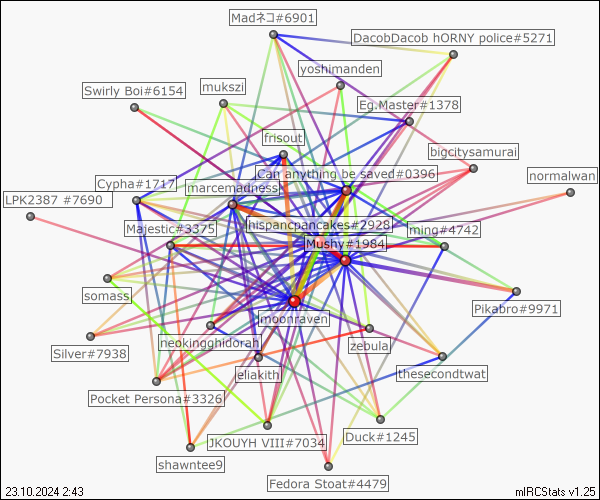 Madネコ#6901
DacobDacob hORNY police#5271
yoshimanden
mukszi
Swirly Boi#6154
Eg.Master#1378
frisout
bigcitysamurai
Can anything be saved#0396
normalwan
Cypha#1717
marcemadness
LPK2387 #7690
hispancpancakes#2928
Majestic#3375
ming#4742
Mushy#1984
somass
Pikabro#9971
moonraven
neokingghidorah
zebula
Silver#7938
eliakith
thesecondtwat
Pocket Persona#3326
Duck#1245
JKOUYH VIII#7034
shawntee9
Fedora Stoat#4479
23.10.2024 2:43
mIRCStats v1.25